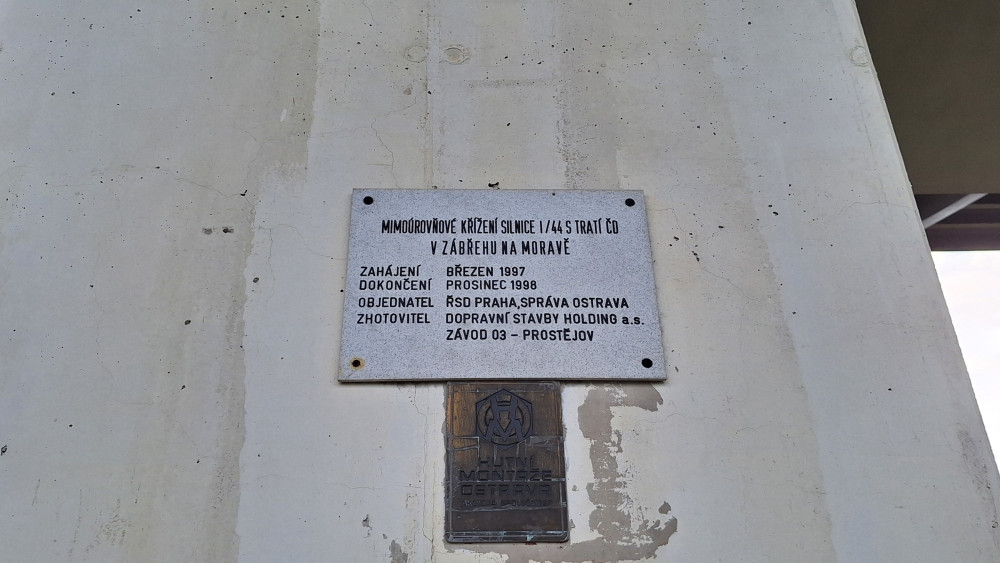 MIMOÚROVŇOVÉ KŘÍŽENÍ SILNICE I/44 S TRATÍ ČD
V ZÁBŘEHU NA MORAVĚ
ZAHÁJENÍ BŘEZEN 1997
DOKONČENÍ PROSINEC 1998
OBJEDNATEL ŘSD PRAHA,SPRÁVA OSTRAVA
ZHOTOVITEL DOPRAVNÍ STAVBY HOLDING a.s.
ZÁVOD 03 – PROSTĚJOV
HUTNÍ
MONTÁŽE
OSTRAVA